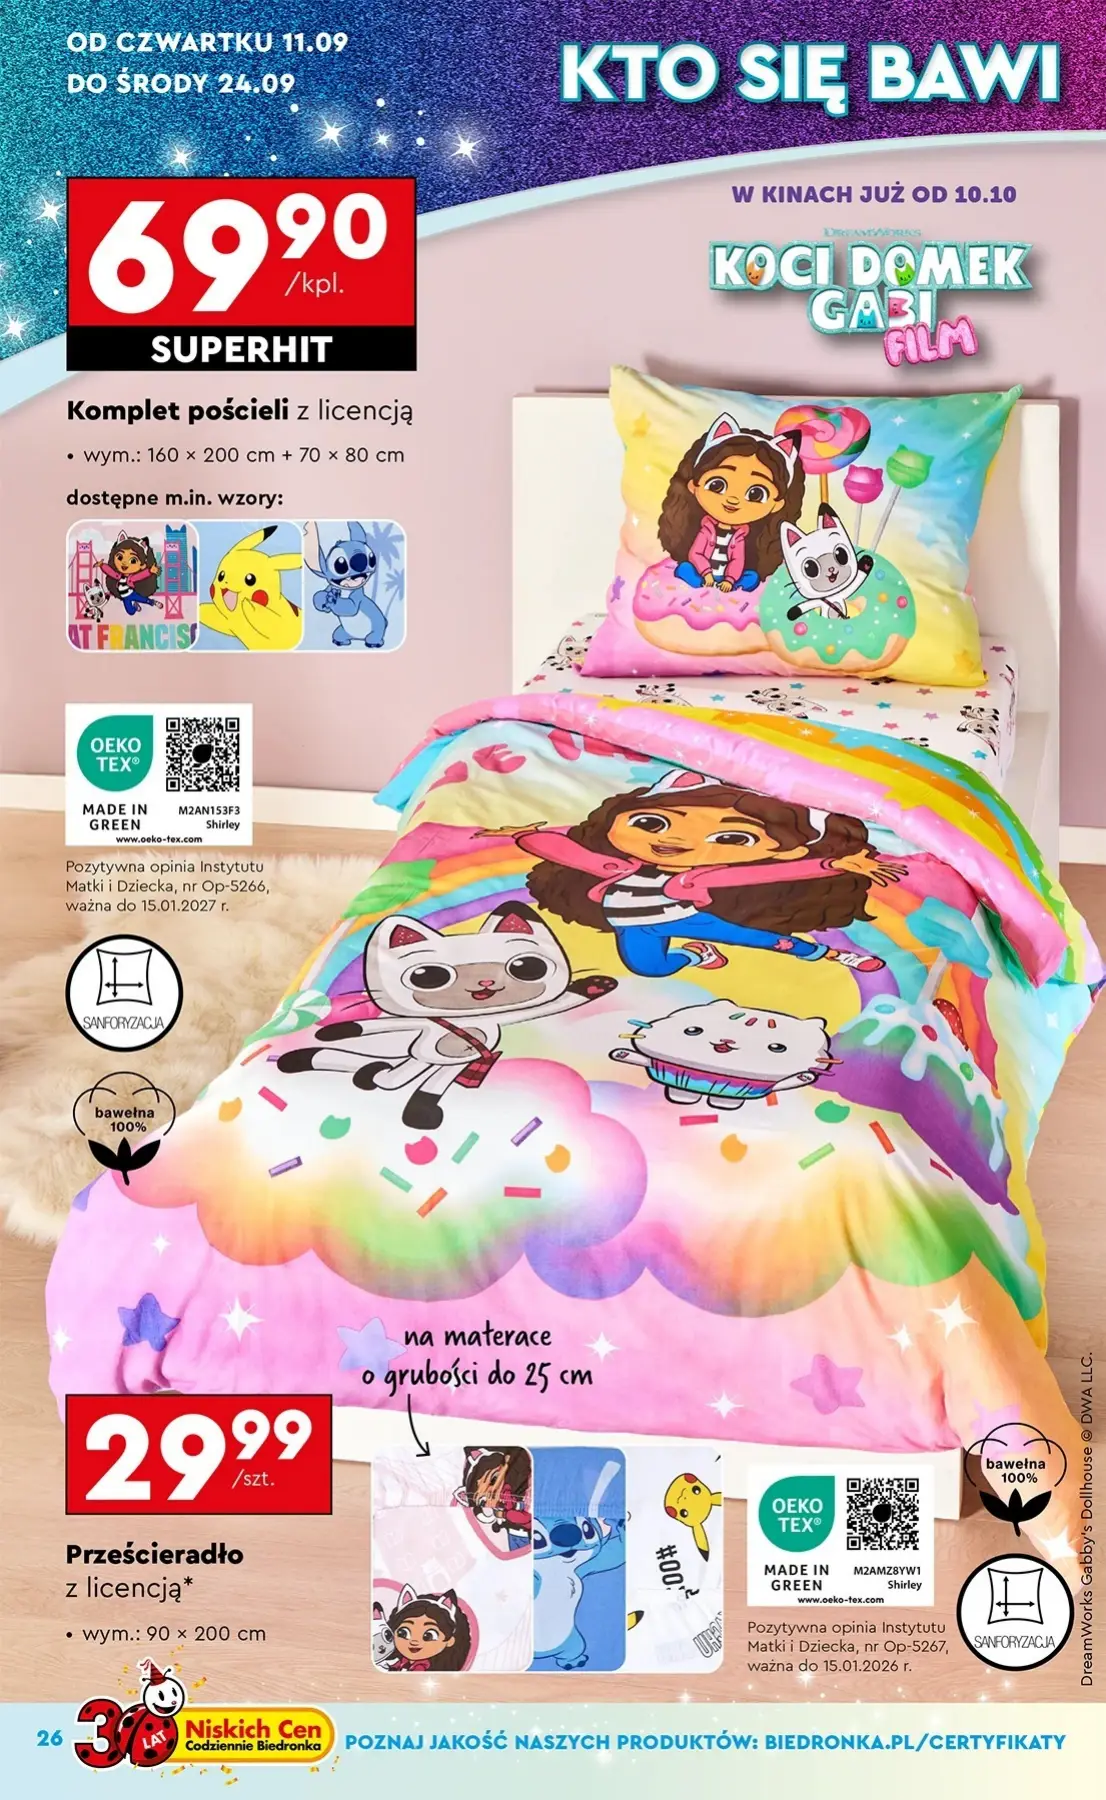 OD CZWARTKU 11.09
DO ŚRODY 24.09
KTO SIĘ BAWI
W KINACH JUŻ OD 10.10
DREAMWORKS
KOCI DOMEK
GABI
FILM
69 90
/kpl.
SUPERHIT
Komplet pościeli z licencją
• wym.: 160 × 200 cm + 70 × 80 cm
dostępne m.in. wzory:
AT FRANCISC
OEKO
TEX®
MADE IN
GREEN
M2AN153F3
Shirley
www.oeko-tex.com
Pozytywna opinia Instytutu
Matki i Dziecka, nr Op-5266,
ważna do 15.01.2027 r.
SANFORYZACJA
bawełna
100%
na materace
o grubości do 25 cm
29 99
/szt.
Prześcieradło
z licencją*
• wym.: 90 × 200 cm
OEKO
TEX®
MADE IN
GREEN
M2AMZ8YW1
Shirley
www.oeko-tex.com
Pozytywna opinia Instytutu
Matki i Dziecka, nr Op-5267,
ważna do 15.01.2026 r.
bawełna
100%
SANFORYZACJA
DreamWorks Gabby's Dollhouse © DWA LLC.
26
30 LAT
Niskich Cen
Codziennie Biedronka
POZNAJ JAKOŚĆ NASZYCH PRODUKTÓW: BIEDRONKA.PL/CERTYFIKATY